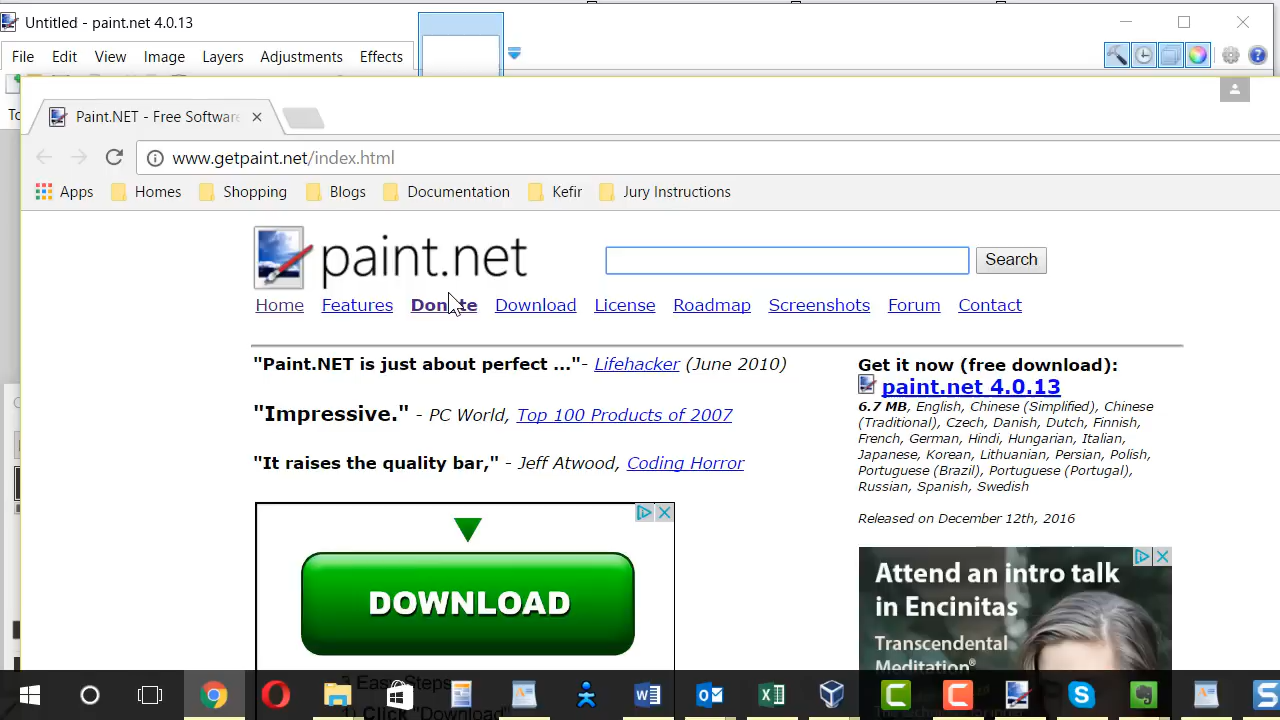 Untitled - paint.net 4.0.13
File Edit View Image Layers Adjustments Effects
Paint.NET - Free Software
www.getpaint.net/index.html
Apps Homes Shopping Blogs Documentation Kefir Jury Instructions
paint.net
Search
Home Features Donate Download License Roadmap Screenshots Forum Contact
"Paint.NET is just about perfect ..."- Lifehacker (June 2010)
"Impressive." - PC World, Top 100 Products of 2007
"It raises the quality bar," - Jeff Atwood, Coding Horror
Get it now (free download):
paint.net 4.0.13
6.7 MB, English, Chinese (Simplified), Chinese
(Traditional), Czech, Danish, Dutch, Finnish,
French, German, Hindi, Hungarian, Italian,
Japanese, Korean, Lithuanian, Persian, Polish,
Portuguese (Brazil), Portuguese (Portugal),
Russian, Spanish, Swedish
Released on December 12th, 2016
DOWNLOAD
3 Easy Steps
1) Click "Download"
Attend an intro talk
in Encinitas
Transcendental
Meditation®